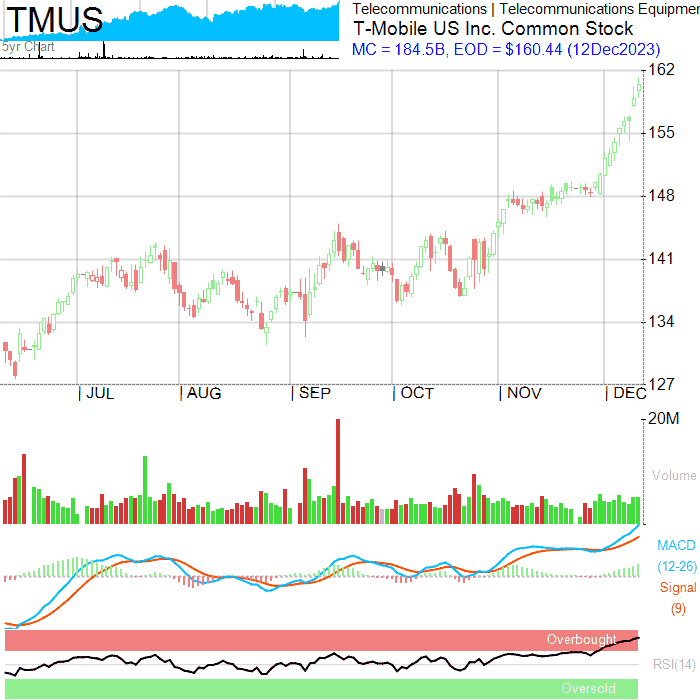 TMUS
5yr Chart
Telecommunications | Telecommunications Equipmen
T-Mobile US Inc. Common Stock
MC = 184.5B, EOD = $160.44 (12Dec2023)
162
155
148
141
134
127
| JUL | AUG | SEP | OCT | NOV | DEC
20M
Volume
MACD
(12-26)
Signal
(9)
Overbought
RSI(14)
Oversold